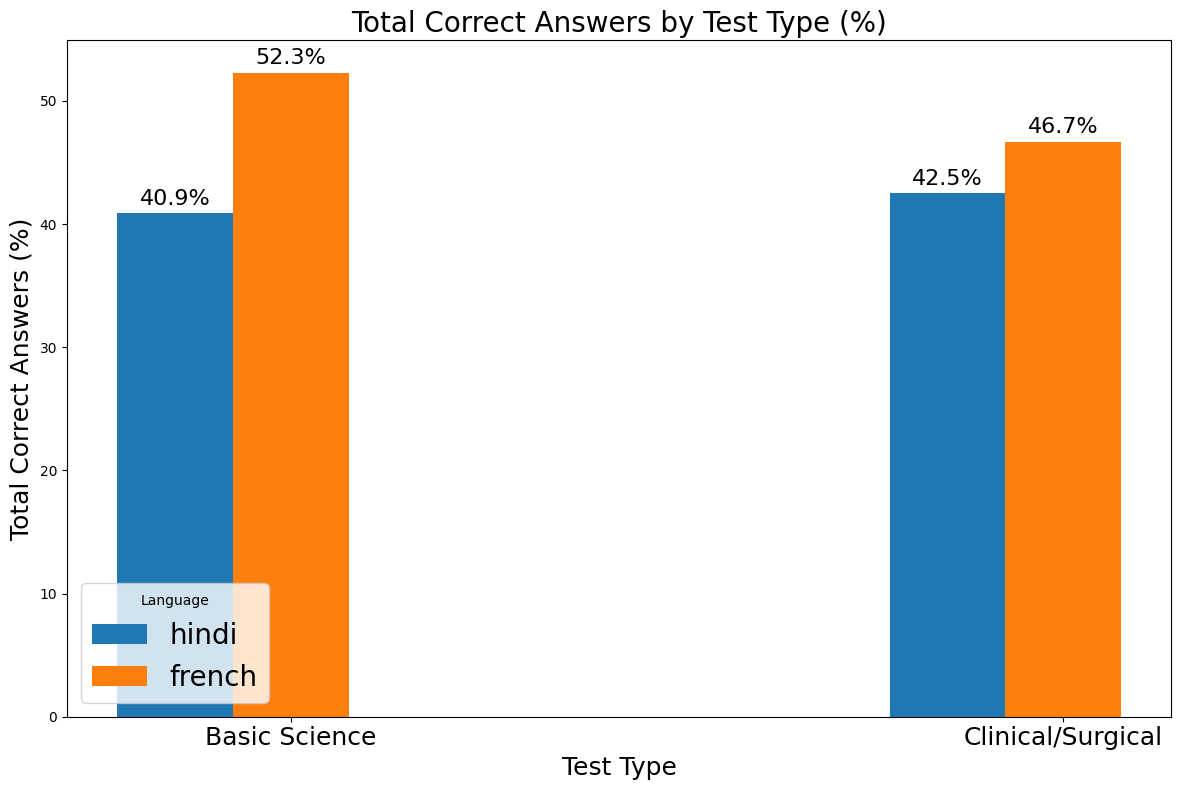 Total Correct Answers by Test Type (%)
52.3%
46.7%
42.5%
40.9%
50
40
30
20
10
0
Total Correct Answers (%)
Language
hindi
french
Basic Science
Clinical/Surgical
Test Type